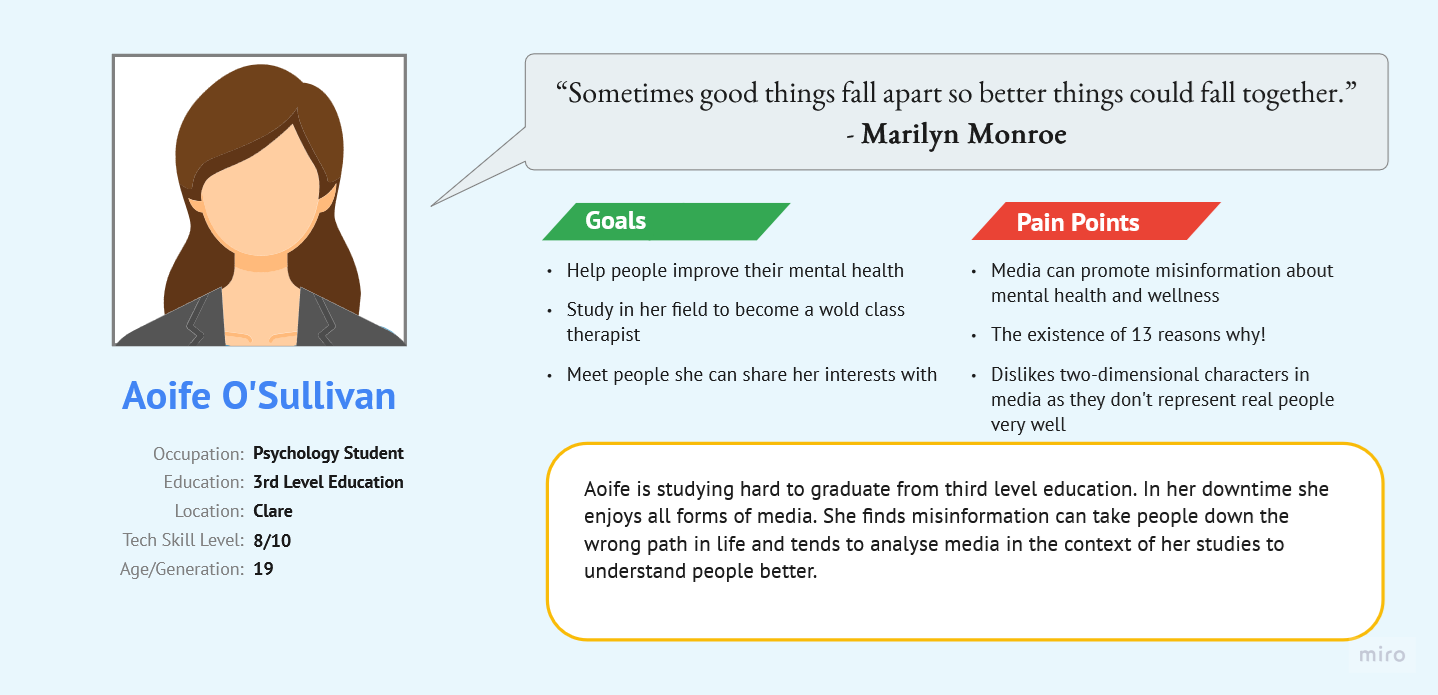 “Sometimes good things fall apart so better things could fall together.”
- Marilyn Monroe
Goals
• Help people improve their mental health
• Study in her field to become a wold class
therapist
• Meet people she can share her interests with
Pain Points
• Media can promote misinformation about
mental health and wellness
• The existence of 13 reasons why!
• Dislikes two-dimensional characters in
media as they don't represent real people
very well
Aoife O'Sullivan
Occupation: Psychology Student
Education: 3rd Level Education
Location: Clare
Tech Skill Level: 8/10
Age/Generation: 19
Aoife is studying hard to graduate from third level education. In her downtime she
enjoys all forms of media. She finds misinformation can take people down the
wrong path in life and tends to analyse media in the context of her studies to
understand people better.
miro